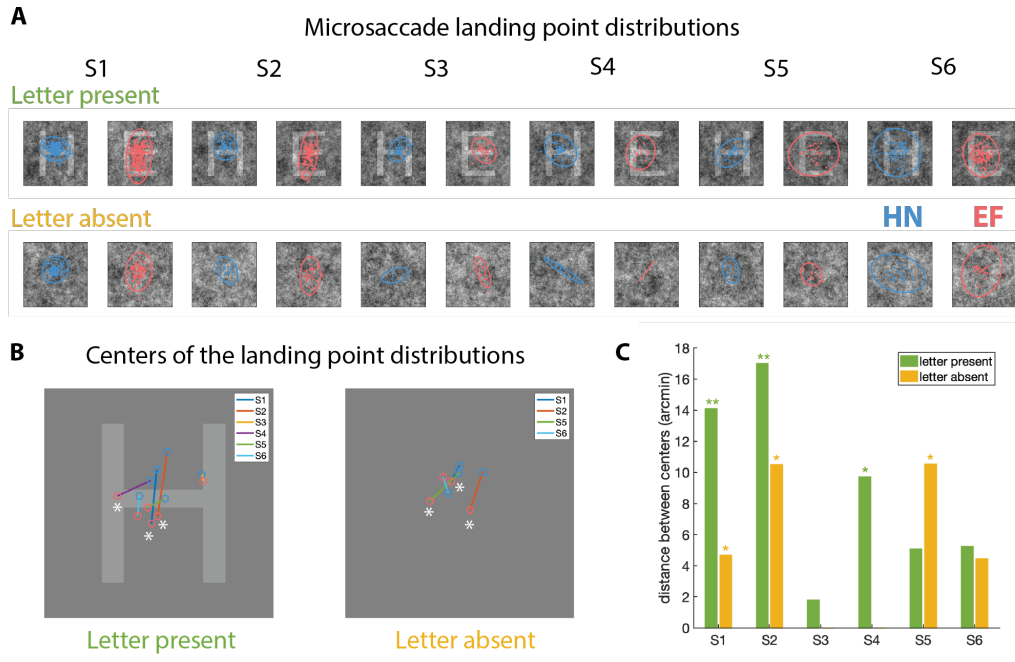 A
Microsaccade landing point distributions
S1 S2 S3 S4 S5 S6
Letter present
Letter absent
HN EF
B
Centers of the landing point distributions
S1
S2
S3
S4
S5
S6
*
*
*
Letter present
S1
S2
S5
S6
*
*
*
Letter absent
C
distance between centers (arcmin)
18
16
14
12
10
8
6
4
2
0
letter present
letter absent
**
*
**
*
*
*
S1 S2 S3 S4 S5 S6